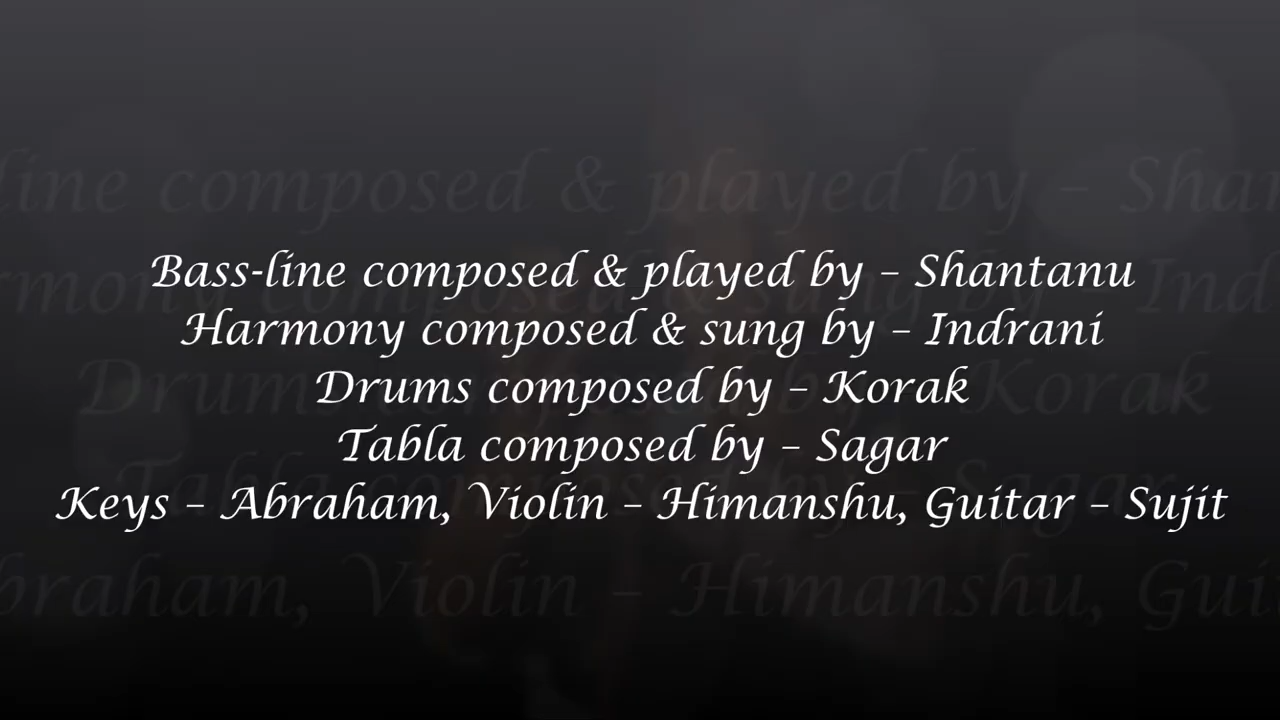 Bass-line composed & played by – Shantanu
Harmony composed & sung by – Indrani
Drums composed by – Korak
Tabla composed by – Sagar
Keys – Abraham, Violin – Himanshu, Guitar – Sujit